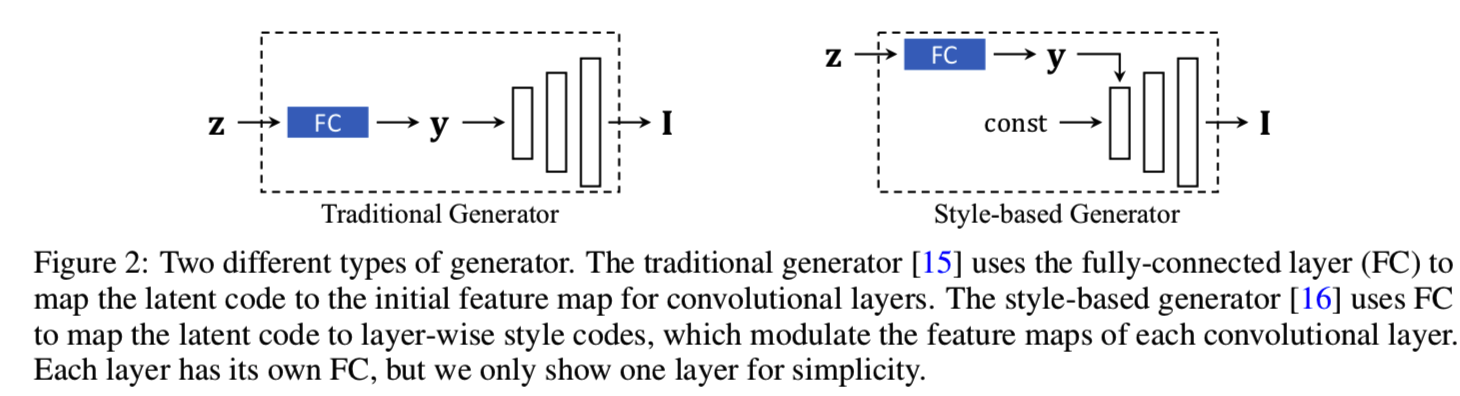 z FC y I
Traditional Generator
z FC y
const I
Style-based Generator
Figure 2: Two different types of generator. The traditional generator [15] uses the fully-connected layer (FC) to
map the latent code to the initial feature map for convolutional layers. The style-based generator [16] uses FC
to map the latent code to layer-wise style codes, which modulate the feature maps of each convolutional layer.
Each layer has its own FC, but we only show one layer for simplicity.